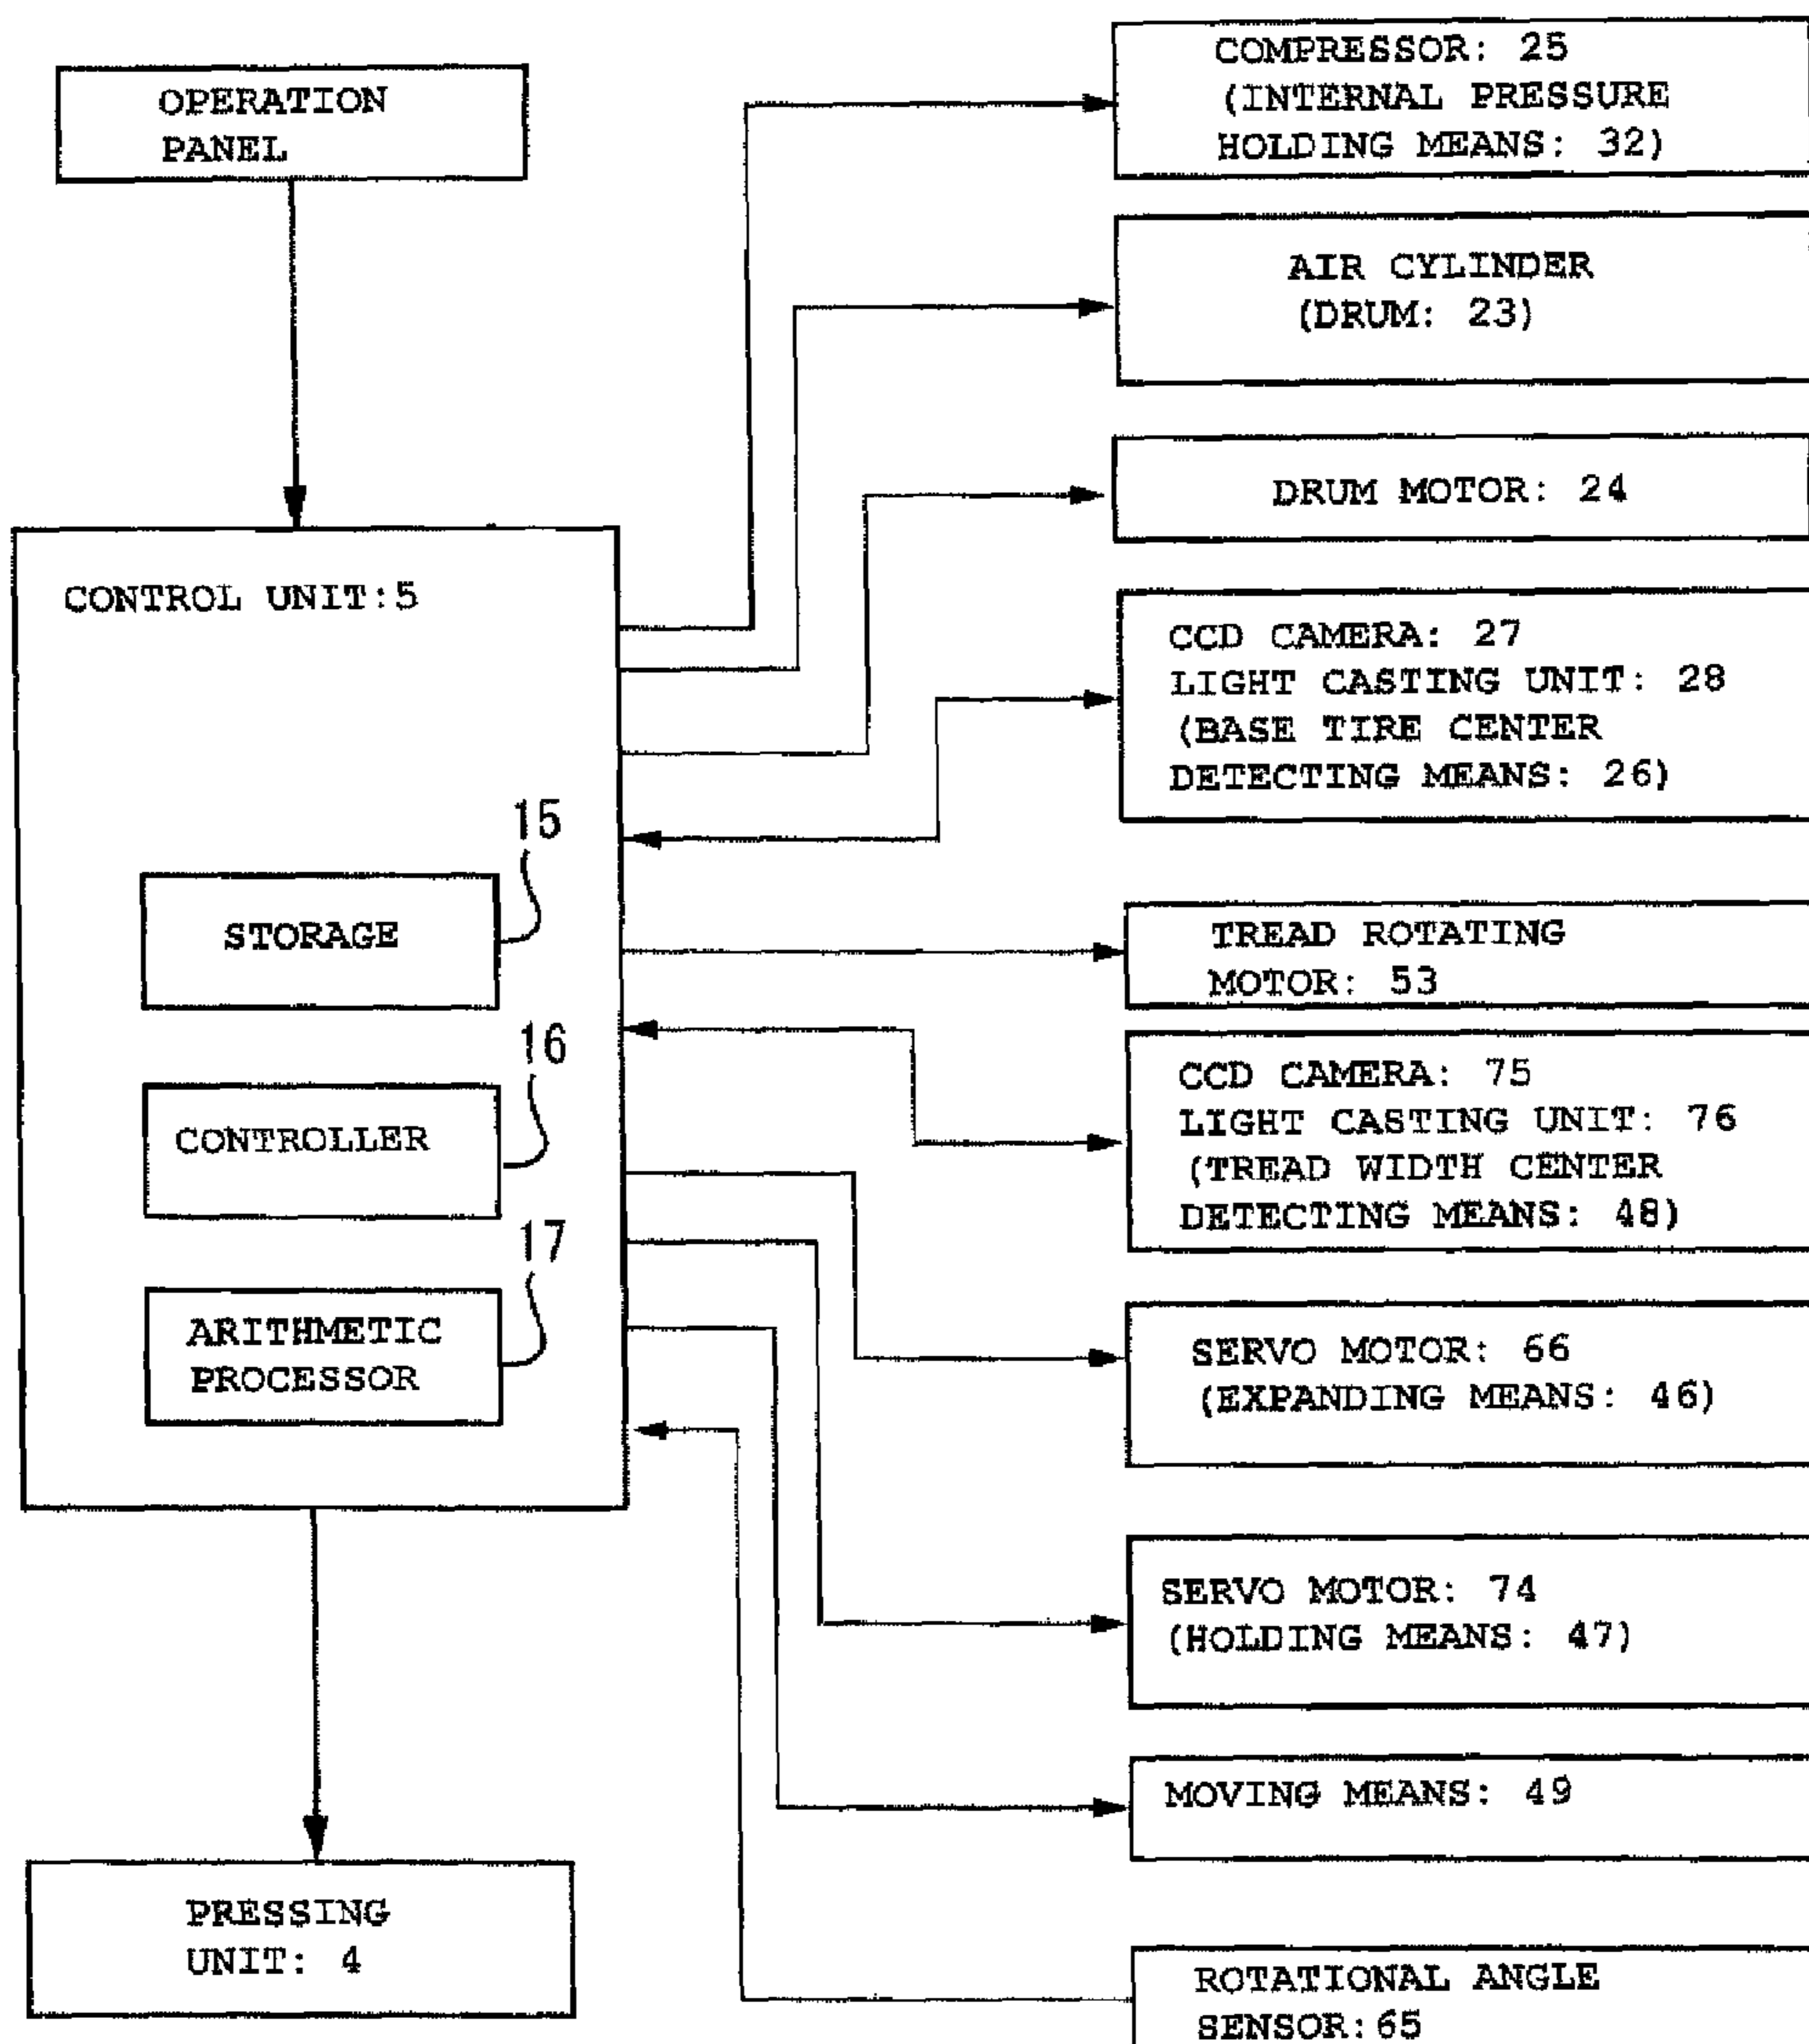 OPERATION
PANEL
CONTROL UNIT:5
15
STORAGE
16
CONTROLLER
17
ARITHMETIC
PROCESSOR
PRESSING
UNIT: 4
COMPRESSOR: 25
(INTERNAL PRESSURE
HOLDING MEANS: 32)
AIR CYLINDER
(DRUM: 23)
DRUM MOTOR: 24
CCD CAMERA: 27
LIGHT CASTING UNIT: 28
(BASE TIRE CENTER
DETECTING MEANS: 26)
TREAD ROTATING
MOTOR: 53
CCD CAMERA: 75
LIGHT CASTING UNIT: 76
(TREAD WIDTH CENTER
DETECTING MEANS: 48)
SERVO MOTOR: 66
(EXPANDING MEANS: 46)
SERVO MOTOR: 74
(HOLDING MEANS: 47)
MOVING MEANS: 49
ROTATIONAL ANGLE
SENSOR:65